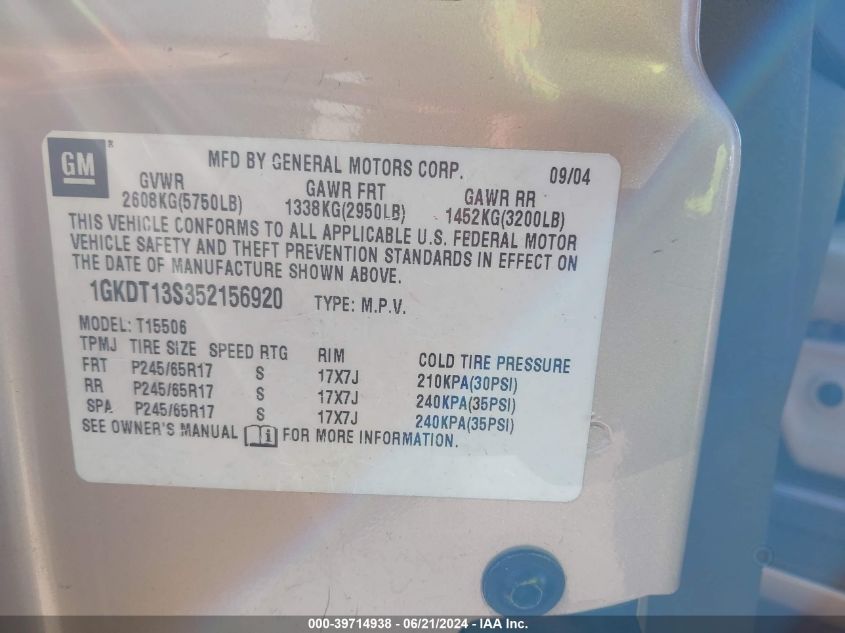 GM
MFD BY GENERAL MOTORS CORP. 09/04
GVWR GAWR FRT GAWR RR
2608KG(5750LB) 1338KG(2950LB) 1452KG(3200LB)
THIS VEHICLE CONFORMS TO ALL APPLICABLE U.S. FEDERAL MOTOR
VEHICLE SAFETY AND THEFT PREVENTION STANDARDS IN EFFECT ON
THE DATE OF MANUFACTURE SHOWN ABOVE.
1GKDT13S352156920 TYPE: M.P.V.
MODEL: T15506
TPMJ TIRE SIZE SPEED RTG RIM COLD TIRE PRESSURE
FRT P245/65R17 S 17X7J 210KPA(30PSI)
RR P245/65R17 S 17X7J 240KPA(35PSI)
SPA P245/65R17 S 17X7J 240KPA(35PSI)
SEE OWNER'S MANUAL FOR MORE INFORMATION.
000-39714938 - 06/21/2024 - IAA Inc.